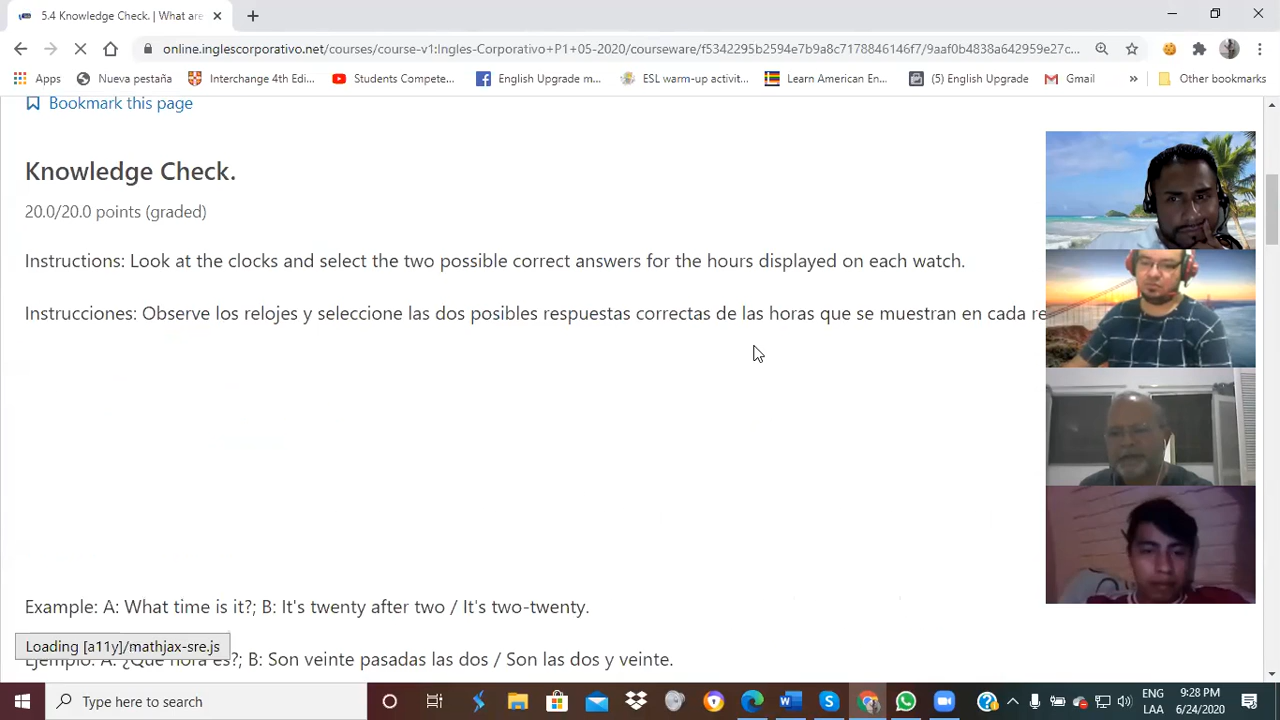 5.4 Knowledge Check. | What are
online.inglescorporativo.net/courses/course-v1:Ingles-Corporativo+P1+05-2020/courseware/f5342295b2594e7b9a8c7178846146f7/9aaf0b4838a642959e27c...
Apps Nueva pestaña Interchange 4th Edi... Students Compete... English Upgrade m... ESL warm-up activit... Learn American En... (5) English Upgrade Gmail » Other bookmarks
Bookmark this page
Knowledge Check.
20.0/20.0 points (graded)
Instructions: Look at the clocks and select the two possible correct answers for the hours displayed on each watch.
Instrucciones: Observe los relojes y seleccione las dos posibles respuestas correctas de las horas que se muestran en cada re
Example: A: What time is it?; B: It's twenty after two / It's two-twenty.
Loading [a11y]/mathjax-sre.js
Ejemplo: A: ¿Qué hora es?; B: Son veinte pasadas las dos / Son las dos y veinte.
Type here to search
ENG 9:28 PM
LAA 6/24/2020